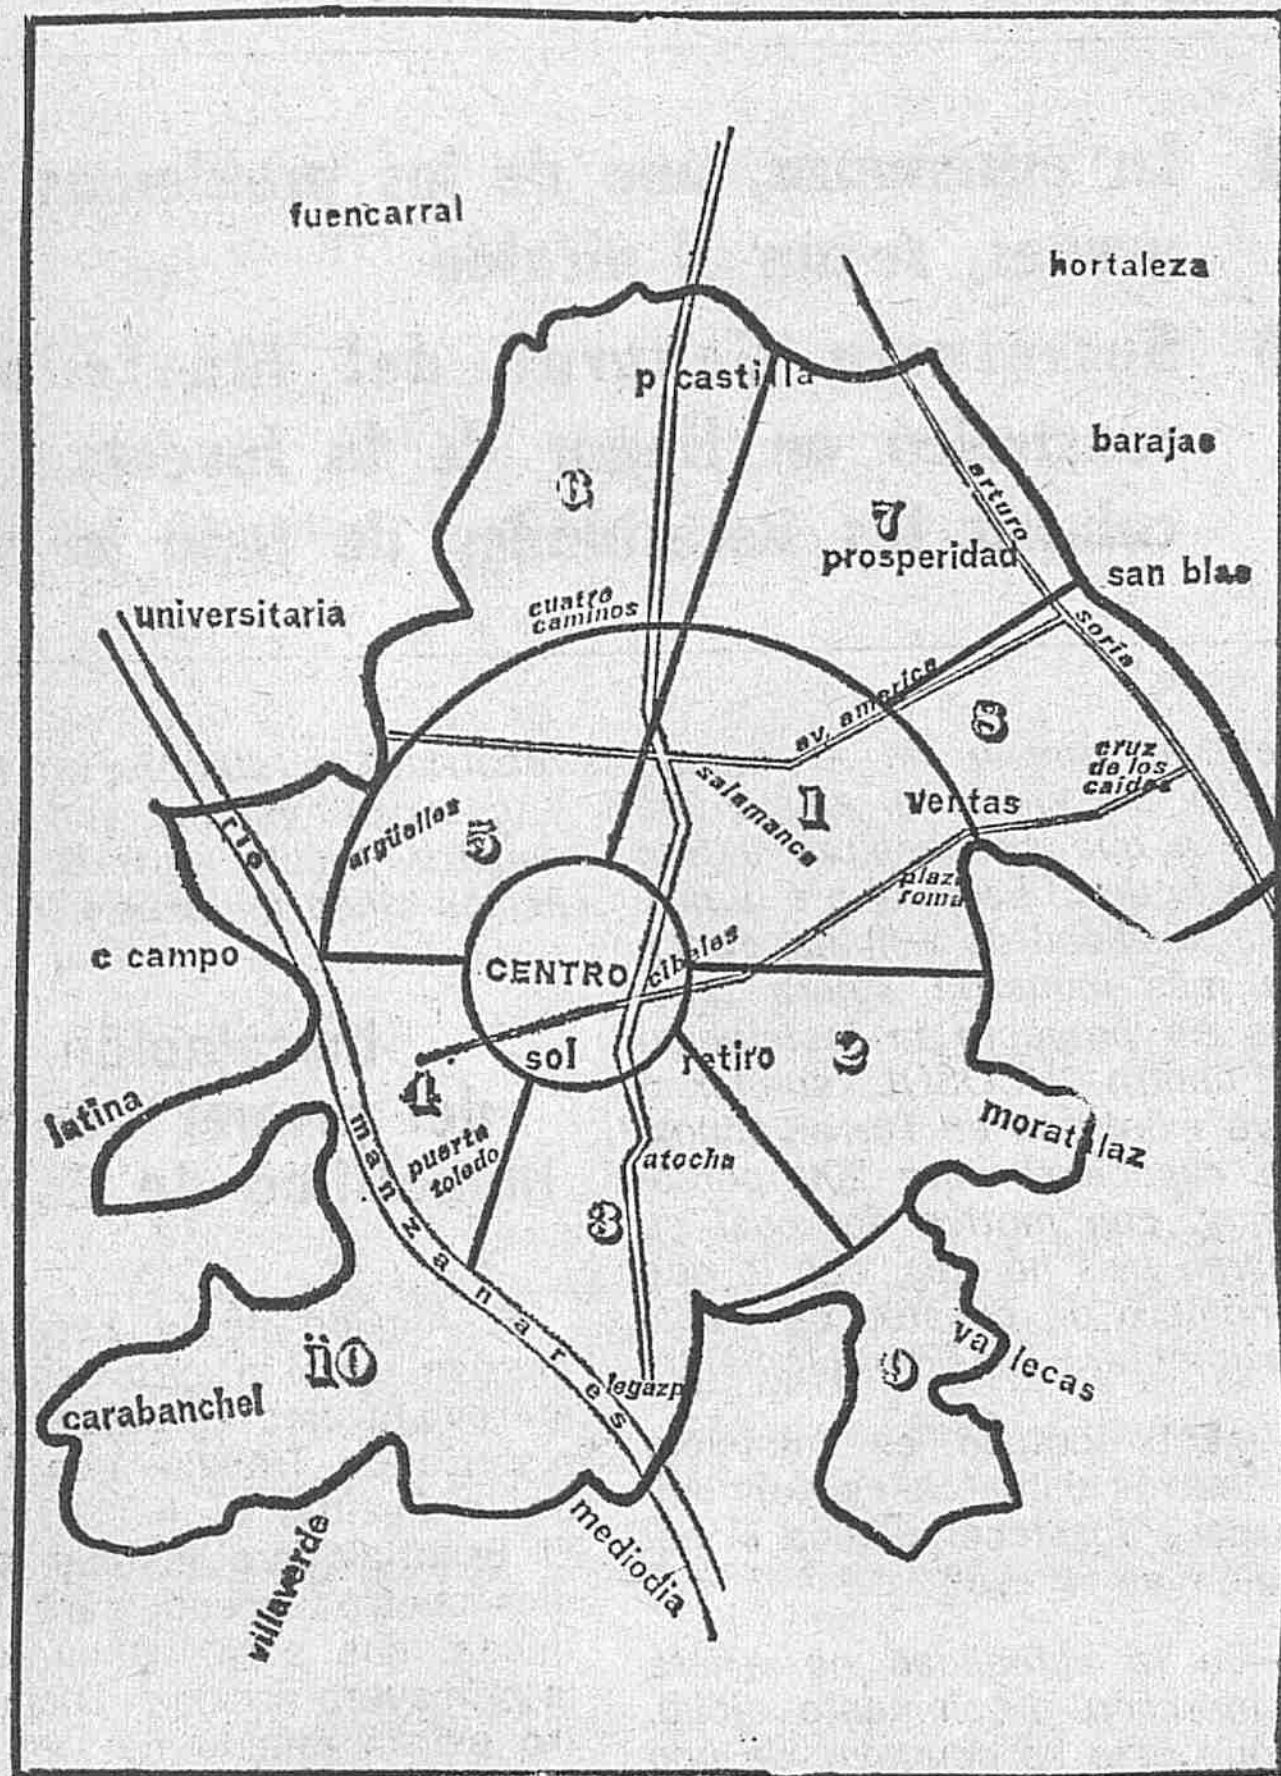 fuencarral
hortaleza
p castilla
barajas
6
7
arturo
prosperidad
san blas
universitaria
cuatro
caminos
soria
av. america
8
cruz
de los
caidos
salamanca
1
Ventas
argüelles
5
rio
plaza
roma
e campo
CENTRO
cibeles
sol
retiro
2
4
latina
moratalaz
manzanares
puerta
toledo
atocha
3
vallecas
10
9
legazpi
carabanchel
mediodia
villaverde